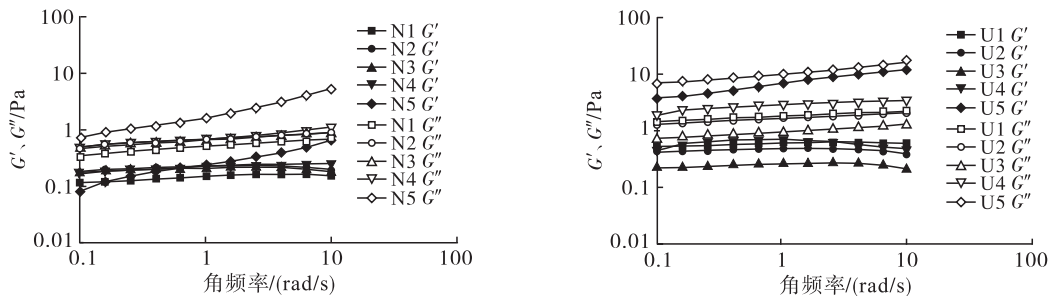 100
10
1
0.1
0.01
G′、G″/Pa
0.1
1
10
100
角频率/(rad/s)
N1 G′
N2 G′
N3 G′
N4 G′
N5 G′
N1 G″
N2 G″
N3 G″
N4 G″
N5 G″
100
10
1
0.1
0.01
G′、G″/Pa
0.1
1
10
100
角频率/(rad/s)
U1 G′
U2 G′
U3 G′
U4 G′
U5 G′
U1 G″
U2 G″
U3 G″
U4 G″
U5 G″